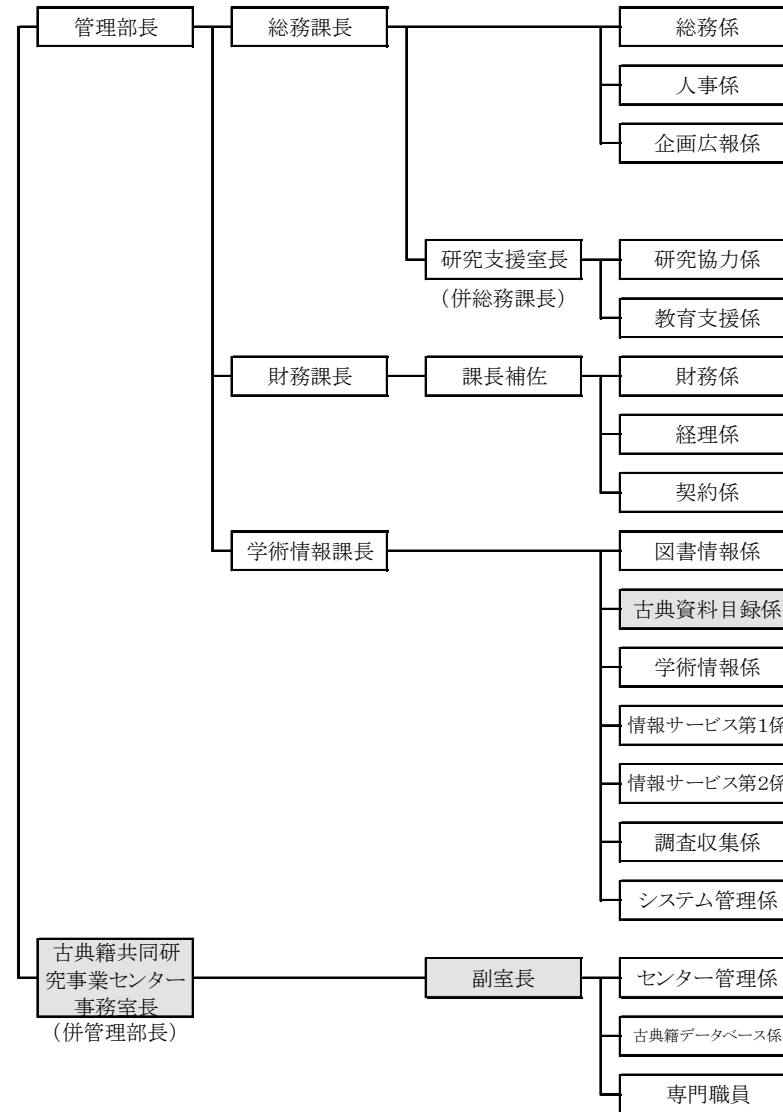 管理部長
総務課長
総務係
人事係
企画広報係
研究支援室長
（併総務課長）
研究協力係
教育支援係
財務課長
課長補佐
財務係
経理係
契約係
学術情報課長
図書情報係
古典資料目録係
学術情報係
情報サービス第1係
情報サービス第2係
調査収集係
システム管理係
古典籍共同研
究事業センター
事務室長
（併管理部長）
副室長
センター管理係
古典籍データベース係
専門職員